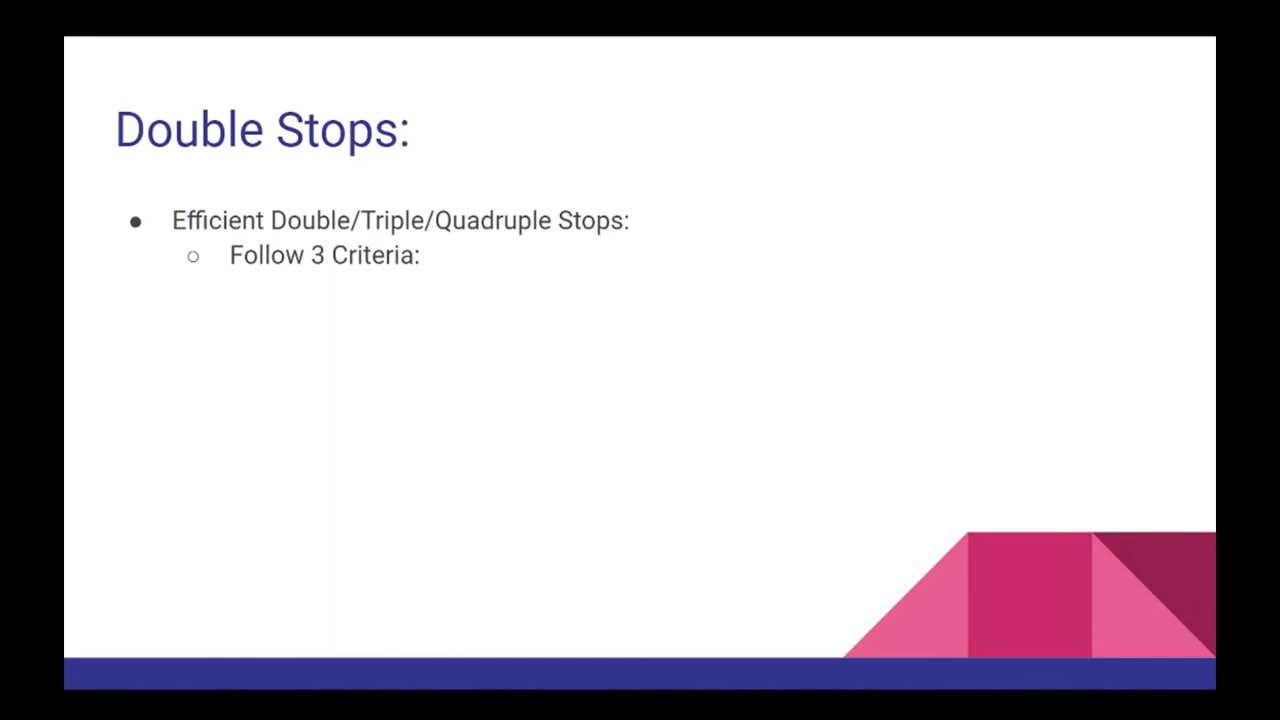 Double Stops:
● Efficient Double/Triple/Quadruple Stops:
○ Follow 3 Criteria: